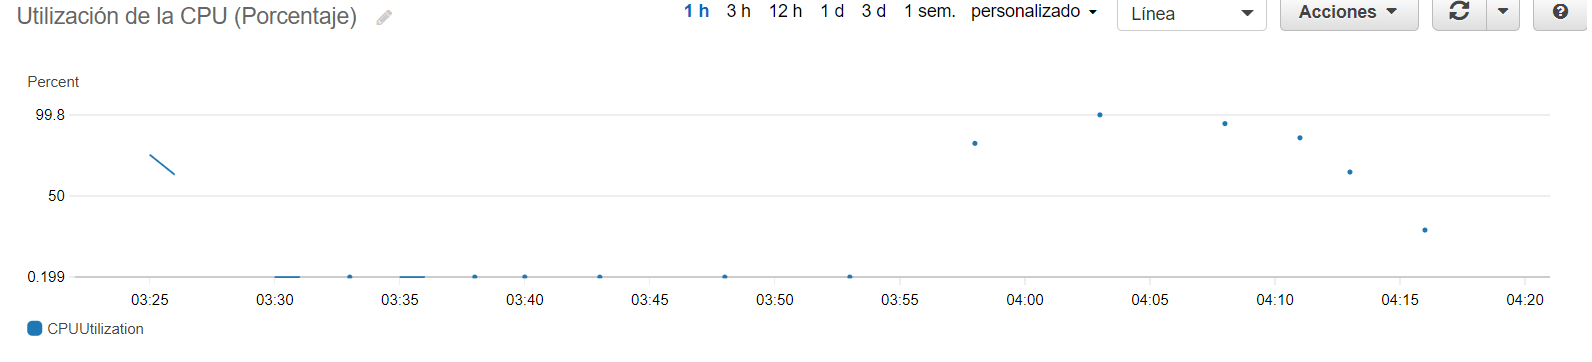 Utilización de la CPU (Porcentaje)
1 h 3 h 12 h 1 d 3 d 1 sem. personalizado Línea Acciones
Percent
99.8
50
0.199
03:25 03:30 03:35 03:40 03:45 03:50 03:55 04:00 04:05 04:10 04:15 04:20
CPUUtilization